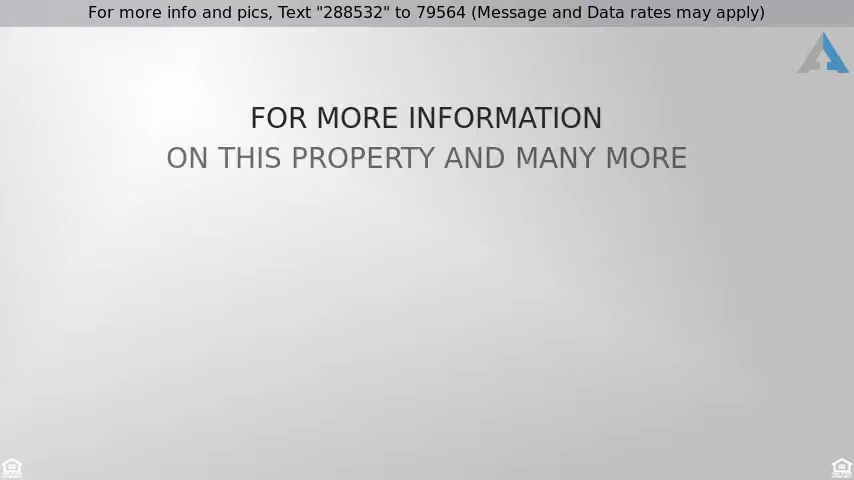 For more info and pics, Text "288532" to 79564 (Message and Data rates may apply)
FOR MORE INFORMATION
ON THIS PROPERTY AND MANY MORE